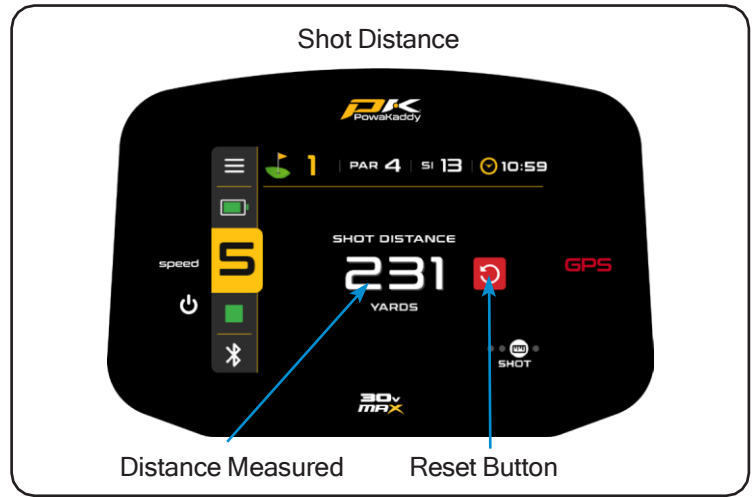 Shot Distance
PowaKaddy
1 PAR 4 SI 13 10:59
SHOT DISTANCE
speed 5 231 GPS
YARDS
SHOT
30v
MAX
Distance Measured Reset Button